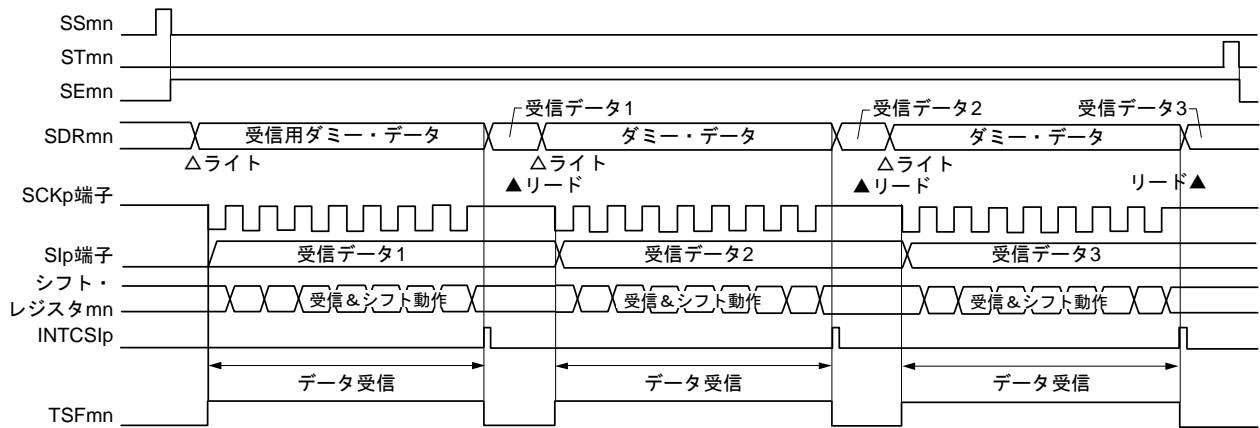 SSmn
STmn
SEmn
受信データ1
受信データ2
受信データ3
SDRmn
受信用ダミー・データ
ダミー・データ
ダミー・データ
△ライト
△ライト
△ライト
▲リード
▲リード
リード▲
SCKp端子
SIp端子
受信データ1
受信データ2
受信データ3
シフト・
レジスタmn
受信&シフト動作
受信&シフト動作
受信&シフト動作
INTCSIp
データ受信
データ受信
データ受信
TSFmn